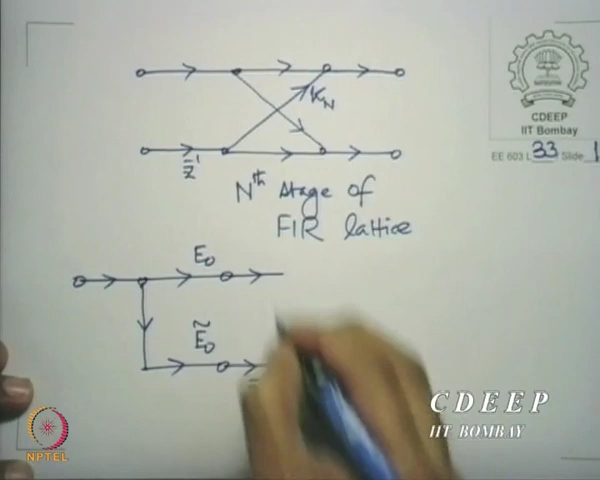 CDEEP
IIT Bombay
EE 603 L 33 Slide 1
K_N
z^-1
N^th stage of
FIR lattice
E_0
Ẽ_0
CDEEP
IIT BOMBAY
NPTEL